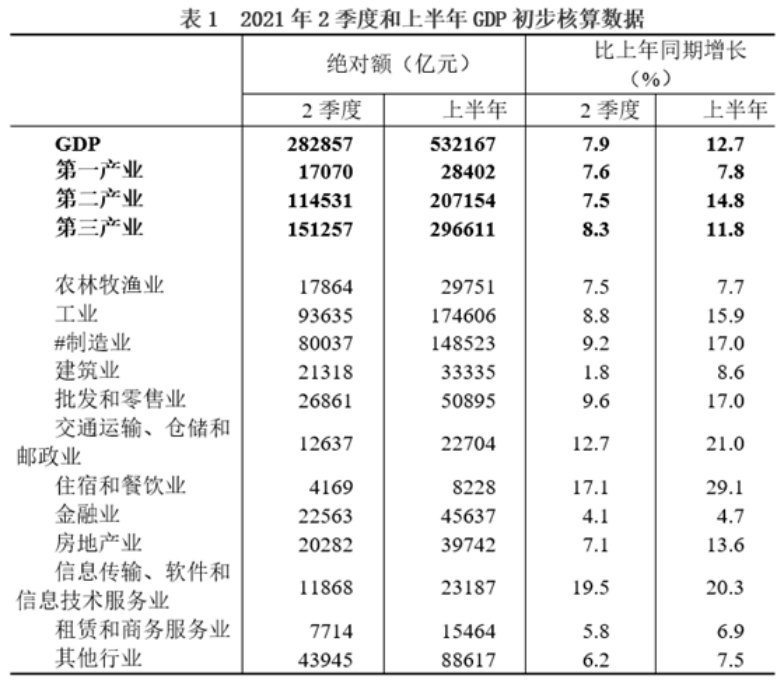 表1 2021年2季度和上半年GDP初步核算数据
绝对额（亿元） 比上年同期增长
（%）
2季度 上半年 2季度 上半年
GDP 282857 532167 7.9 12.7
第一产业 17070 28402 7.6 7.8
第二产业 114531 207154 7.5 14.8
第三产业 151257 296611 8.3 11.8
农林牧渔业 17864 29751 7.5 7.7
工业 93635 174606 8.8 15.9
#制造业 80037 148523 9.2 17.0
建筑业 21318 33335 1.8 8.6
批发和零售业 26861 50895 9.6 17.0
交通运输、仓储和
邮政业 12637 22704 12.7 21.0
住宿和餐饮业 4169 8228 17.1 29.1
金融业 22563 45637 4.1 4.7
房地产业 20282 39742 7.1 13.6
信息传输、软件和
信息技术服务业 11868 23187 19.5 20.3
租赁和商务服务业 7714 15464 5.8 6.9
其他行业 43945 88617 6.2 7.5